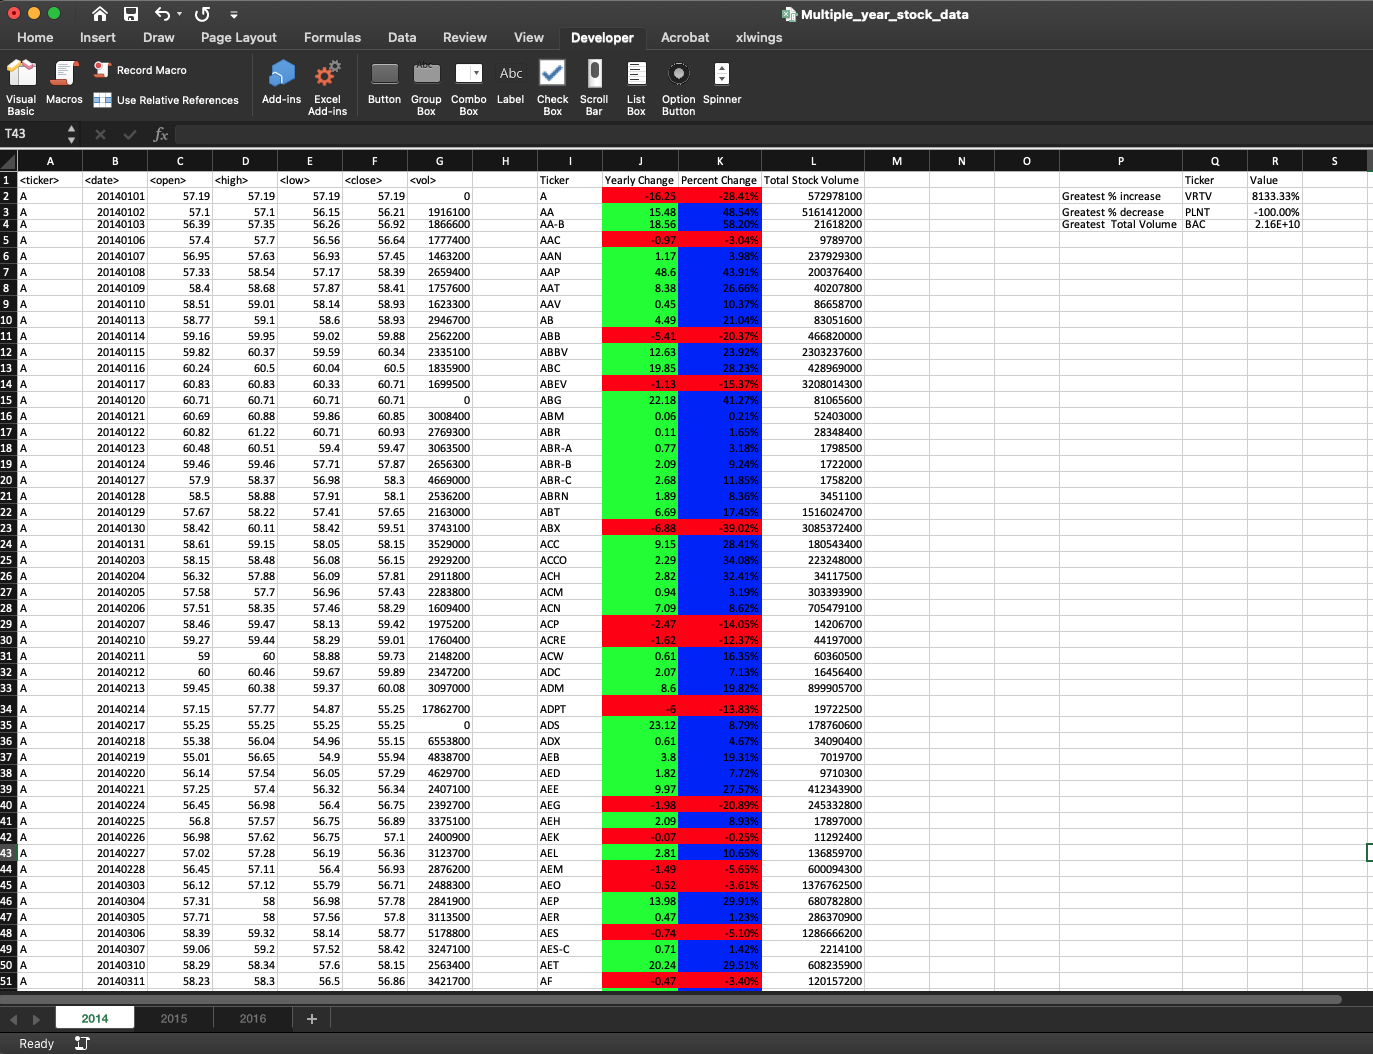 Multiple_year_stock_data
Home Insert Draw Page Layout Formulas Data Review View Developer Acrobat xlwings
Visual Basic Macros Record Macro Use Relative References Add-ins Excel Add-ins Button Group Box Combo Box Abc Label Check Box Scroll Bar List Box Option Button Spinner
T43 fx
A B C D E F G H I J K L M N O P Q R S
1 <ticker> <date> <open> <high> <low> <close> <vol> Ticker Yearly Change Percent Change Total Stock Volume Ticker Value
2 A 20140101 57.19 57.19 57.19 57.19 0 A -16.25 -28.41% 572978100 Greatest % increase VRTV 8133.33%
3 A 20140102 57.1 57.1 56.15 56.21 1916100 AA 15.48 48.54% 5161412000 Greatest % decrease PLNT -100.00%
4 A 20140103 56.39 57.35 56.26 56.92 1866600 AA-B 18.56 58.20% 21618200 Greatest Total Volume BAC 2.16E+10
5 A 20140106 57.4 57.7 56.56 56.64 1777400 AAC -0.97 -3.04% 9789700
6 A 20140107 56.95 57.63 56.93 57.45 1463200 AAN 1.17 3.98% 237929300
7 A 20140108 57.33 58.54 57.17 58.39 2659400 AAP 48.6 43.91% 200376400
8 A 20140109 58.4 58.68 57.87 58.41 1757600 AAT 8.38 26.66% 40207800
9 A 20140110 58.51 59.01 58.14 58.93 1623300 AAV 0.45 10.37% 86658700
10 A 20140113 58.77 59.1 58.6 58.93 2946700 AB 4.49 21.04% 83051600
11 A 20140114 59.16 59.95 59.02 59.88 2562200 ABB -5.41 -20.37% 466820000
12 A 20140115 59.82 60.37 59.59 60.34 2335100 ABBV 12.63 23.92% 2303237600
13 A 20140116 60.24 60.5 60.04 60.5 1835900 ABC 19.85 28.23% 428969000
14 A 20140117 60.83 60.83 60.33 60.71 1699500 ABEV -1.13 -15.37% 3208014300
15 A 20140120 60.71 60.71 60.71 60.71 0 ABG 22.18 41.27% 81065600
16 A 20140121 60.69 60.88 59.86 60.85 3008400 ABM 0.06 0.21% 52403000
17 A 20140122 60.82 61.22 60.71 60.93 2769300 ABR 0.11 1.65% 28348400
18 A 20140123 60.48 60.51 59.4 59.47 3063500 ABR-A 0.77 3.18% 1798500
19 A 20140124 59.46 59.46 57.71 57.87 2656300 ABR-B 2.09 9.24% 1722000
20 A 20140127 57.9 58.37 56.98 58.3 4669000 ABR-C 2.68 11.85% 1758200
21 A 20140128 58.5 58.88 57.91 58.1 2536200 ABRN 1.89 8.36% 3451100
22 A 20140129 57.67 58.22 57.41 57.65 2163000 ABT 6.69 17.45% 1516024700
23 A 20140130 58.42 60.11 58.42 59.51 3743100 ABX -6.88 -39.02% 3085372400
24 A 20140131 58.61 59.15 58.05 58.15 3529000 ACC 9.15 28.41% 180543400
25 A 20140203 58.15 58.48 56.08 56.15 2929200 ACCO 2.29 34.08% 223248000
26 A 20140204 56.32 57.88 56.09 57.81 2911800 ACH 2.82 32.41% 34117500
27 A 20140205 57.58 57.7 56.96 57.43 2283800 ACM 0.94 3.19% 303393900
28 A 20140206 57.51 58.35 57.46 58.29 1609400 ACN 7.09 8.62% 705479100
29 A 20140207 58.46 59.47 58.13 59.42 1975200 ACP -2.47 -14.05% 14206700
30 A 20140210 59.27 59.44 58.29 59.01 1760400 ACRE -1.62 -12.37% 44197000
31 A 20140211 59 60 58.88 59.73 2148200 ACW 0.61 16.35% 60360500
32 A 20140212 60 60.46 59.67 59.89 2347200 ADC 2.07 7.13% 16456400
33 A 20140213 59.45 60.38 59.37 60.08 3097000 ADM 8.6 19.82% 899905700
34 A 20140214 57.15 57.77 54.87 55.25 17862700 ADPT -6 -13.83% 19722500
35 A 20140217 55.25 55.25 55.25 55.25 0 ADS 23.12 8.79% 178760600
36 A 20140218 55.38 56.04 54.96 55.15 6553800 ADX 0.61 4.67% 34090400
37 A 20140219 55.01 56.65 54.9 55.94 4838700 AEB 3.8 19.31% 7019700
38 A 20140220 56.14 57.54 56.05 57.29 4629700 AED 1.82 7.72% 9710300
39 A 20140221 57.25 57.4 56.32 56.34 2407100 AEE 9.97 27.57% 412343900
40 A 20140224 56.45 56.98 56.4 56.75 2392700 AEG -1.98 -20.89% 245332800
41 A 20140225 56.8 57.57 56.75 56.89 3375100 AEH 2.09 8.93% 17897000
42 A 20140226 56.98 57.62 56.75 57.1 2400900 AEK -0.07 -0.25% 11292400
43 A 20140227 57.02 57.28 56.19 56.36 3123700 AEL 2.81 10.65% 136859700
44 A 20140228 56.45 57.11 56.4 56.93 2876200 AEM -1.49 -5.65% 600094300
45 A 20140303 56.12 57.12 55.79 56.71 2488300 AEO -0.52 -3.61% 1376762500
46 A 20140304 57.31 58 56.98 57.78 2841900 AEP 13.98 29.91% 680782800
47 A 20140305 57.71 58 57.56 57.8 3113500 AER 0.47 1.23% 286370900
48 A 20140306 58.39 59.32 58.14 58.77 5178800 AES -0.74 -5.10% 1286666200
49 A 20140307 59.06 59.2 57.52 58.42 3247100 AES-C 0.71 1.42% 2214100
50 A 20140310 58.29 58.34 57.6 58.15 2563400 AET 20.24 29.51% 608235900
51 A 20140311 58.23 58.3 56.5 56.86 3421700 AF -0.47 -3.40% 120157200
2014 2015 2016 +
Ready